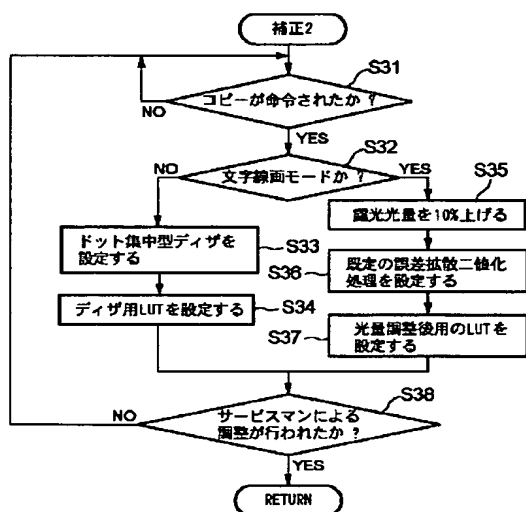 補正2
S31
コピーが命令されたか ?
NO
YES
S32
NO
文字線画モードか ?
YES
S35
露光光量を10%上げる
ドット集中型ディザを
設定する
S33
S36
既定の誤差拡散二値化
処理を設定する
ディザ用LUTを設定する
S34
S37
光量調整後用のLUTを
設定する
S38
NO
サービスマンによる
調整が行われたか ?
YES
RETURN